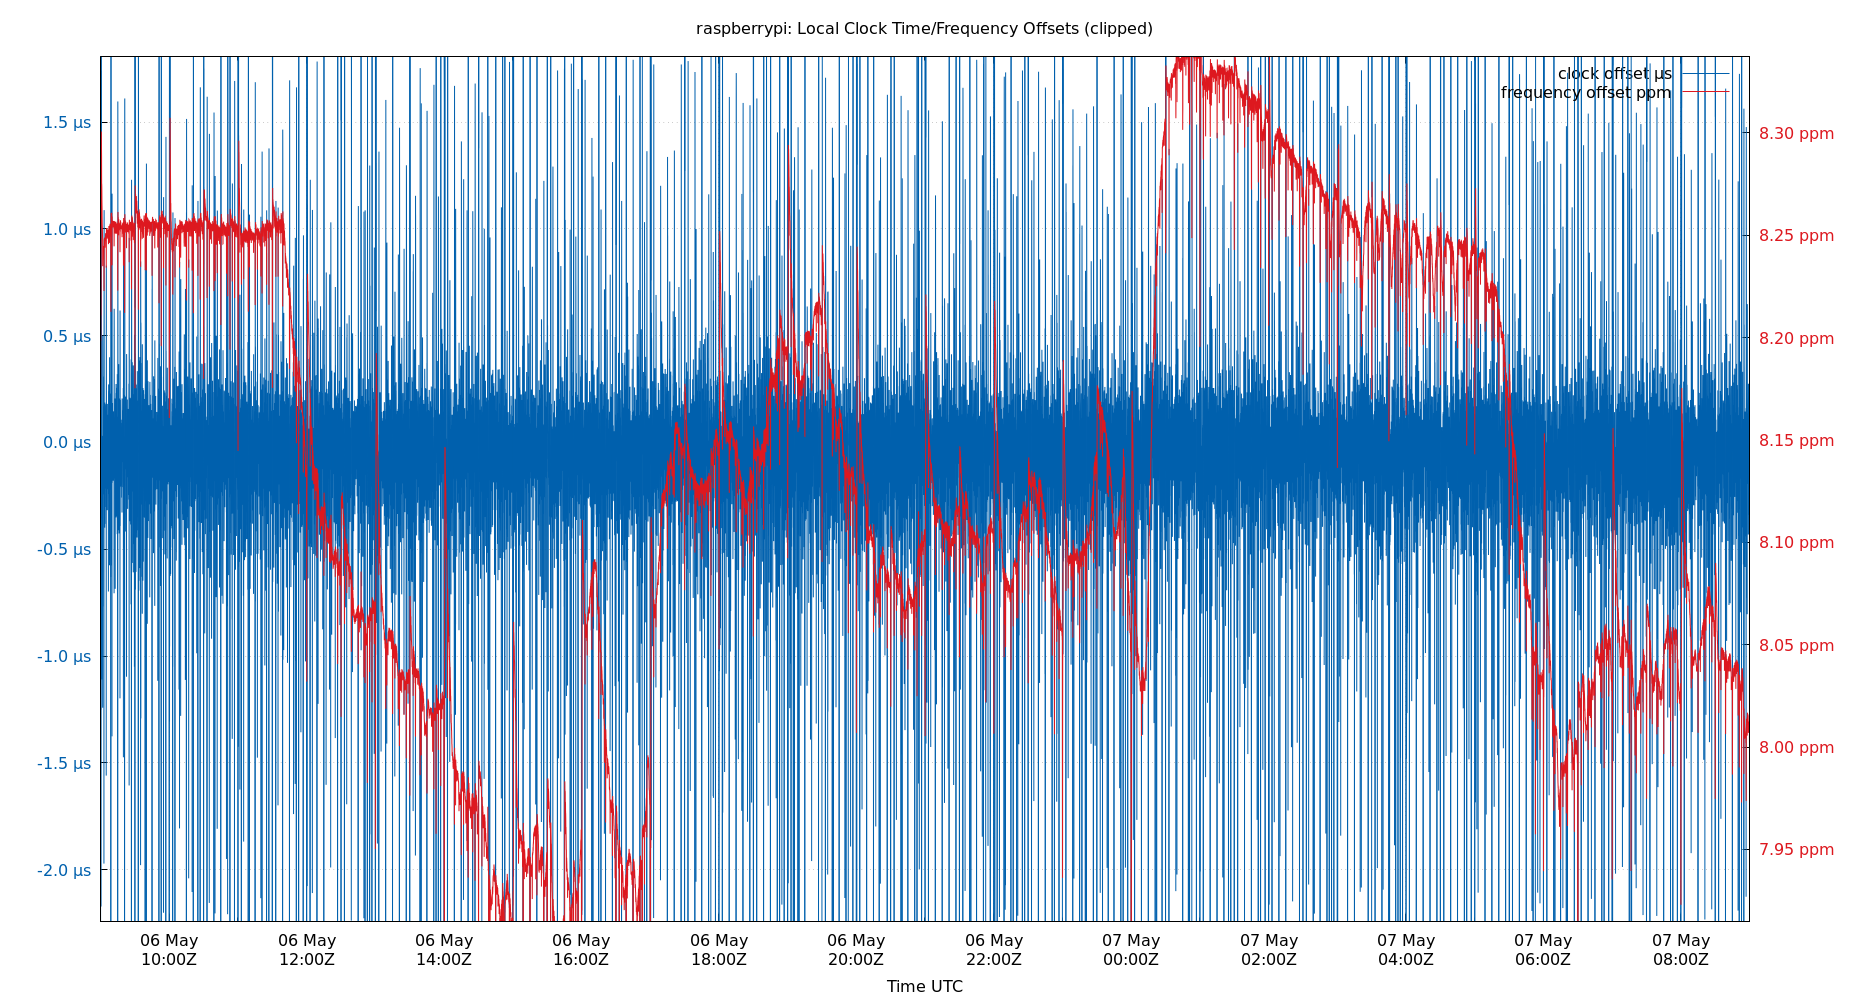 raspberrypi: Local Clock Time/Frequency Offsets (clipped)
clock offset µs
frequency offset ppm
1.5 µs
1.0 µs
0.5 µs
0.0 µs
-0.5 µs
-1.0 µs
-1.5 µs
-2.0 µs
8.30 ppm
8.25 ppm
8.20 ppm
8.15 ppm
8.10 ppm
8.05 ppm
8.00 ppm
7.95 ppm
06 May 06 May 06 May 06 May 06 May 06 May 06 May 07 May 07 May 07 May 07 May 07 May
10:00Z 12:00Z 14:00Z 16:00Z 18:00Z 20:00Z 22:00Z 00:00Z 02:00Z 04:00Z 06:00Z 08:00Z
Time UTC